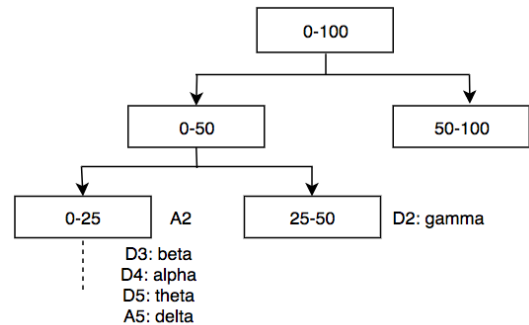 0-100
0-50
50-100
0-25
A2
25-50
D2: gamma
D3: beta
D4: alpha
D5: theta
A5: delta